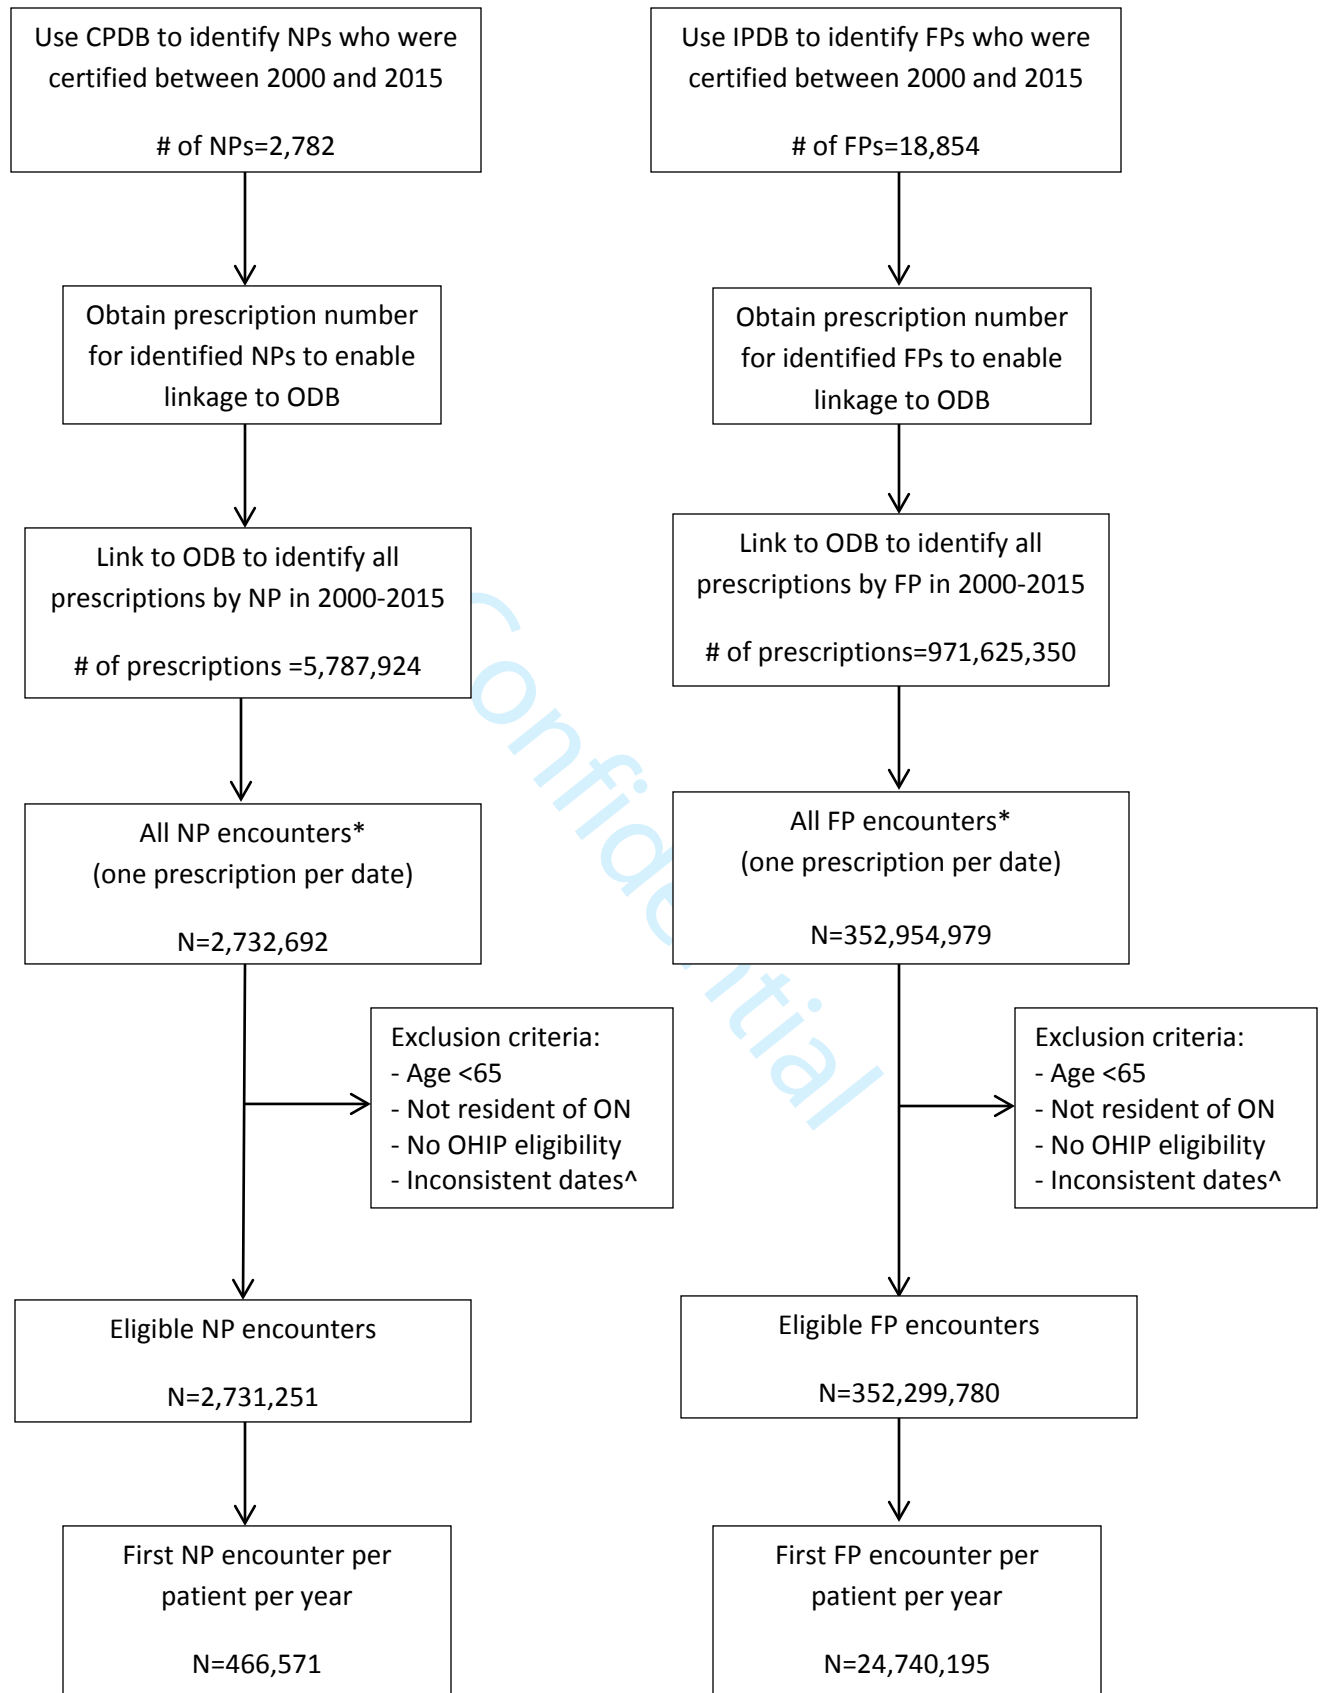 Use CPDB to identify NPs who were
certified between 2000 and 2015
# of NPs=2,782
Obtain prescription number
for identified NPs to enable
linkage to ODB
Link to ODB to identify all
prescriptions by NP in 2000-2015
# of prescriptions =5,787,924
All NP encounters*
(one prescription per date)
N=2,732,692
Exclusion criteria:
- Age <65
- Not resident of ON
- No OHIP eligibility
- Inconsistent dates^
Eligible NP encounters
N=2,731,251
First NP encounter per
patient per year
N=466,571
Use IPDB to identify FPs who were
certified between 2000 and 2015
# of FPs=18,854
Obtain prescription number
for identified FPs to enable
linkage to ODB
Link to ODB to identify all
prescriptions by FP in 2000-2015
# of prescriptions=971,625,350
All FP encounters*
(one prescription per date)
N=352,954,979
Exclusion criteria:
- Age <65
- Not resident of ON
- No OHIP eligibility
- Inconsistent dates^
Eligible FP encounters
N=352,299,780
First FP encounter per
patient per year
N=24,740,195
Confidential